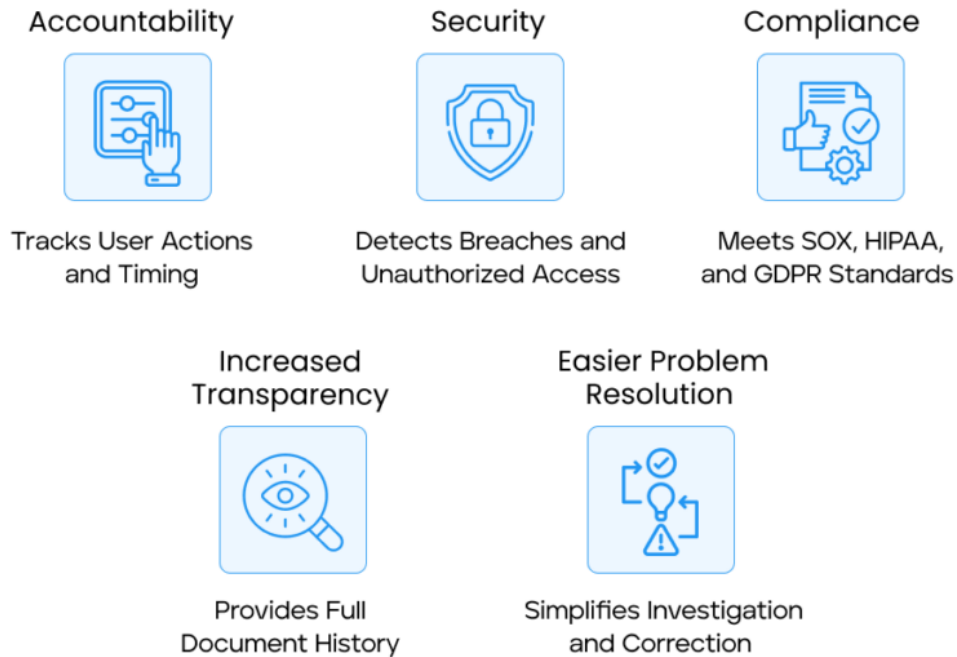 Accountability
Security
Compliance
Tracks User Actions
and Timing
Detects Breaches and
Unauthorized Access
Meets SOX, HIPAA,
and GDPR Standards
Increased
Transparency
Easier Problem
Resolution
Provides Full
Document History
Simplifies Investigation
and Correction